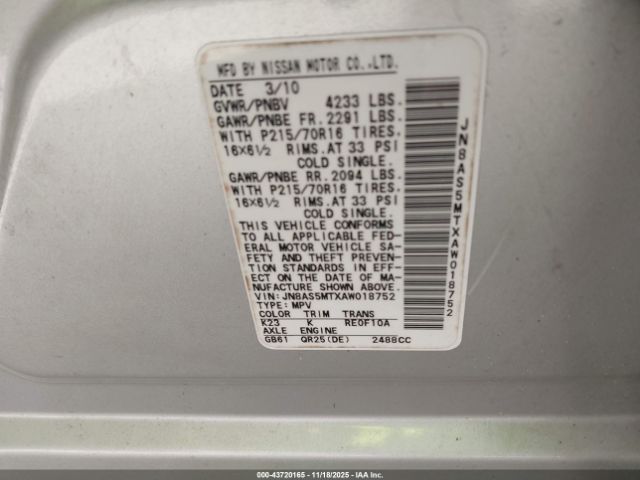 MFD BY NISSAN MOTOR CO.,LTD.
DATE 3/10
GVWR/PNBV 4233 LBS.
GAWR/PNBE FR. 2291 LBS.
WITH P215/70R16 TIRES.
16X6½ RIMS.AT 33 PSI
COLD SINGLE.
GAWR/PNBE RR. 2094 LBS.
WITH P215/70R16 TIRES.
16X6½ RIMS.AT 33 PSI
COLD SINGLE.
THIS VEHICLE CONFORMS
TO ALL APPLICABLE FED-
ERAL MOTOR VEHICLE SA-
FETY AND THEFT PREVEN-
TION STANDARDS IN EFF-
ECT ON THE DATE OF MA-
NUFACTURE SHOWN ABOVE.
VIN: JN8AS5MTXAW018752
TYPE: MPV
COLOR TRIM TRANS
K23 K RE0F10A
AXLE ENGINE
GB61 QR25(DE) 2488CC
JN8AS5MTXAW018752
000-43720165 11/18/2025 Copyright IAA, LLC